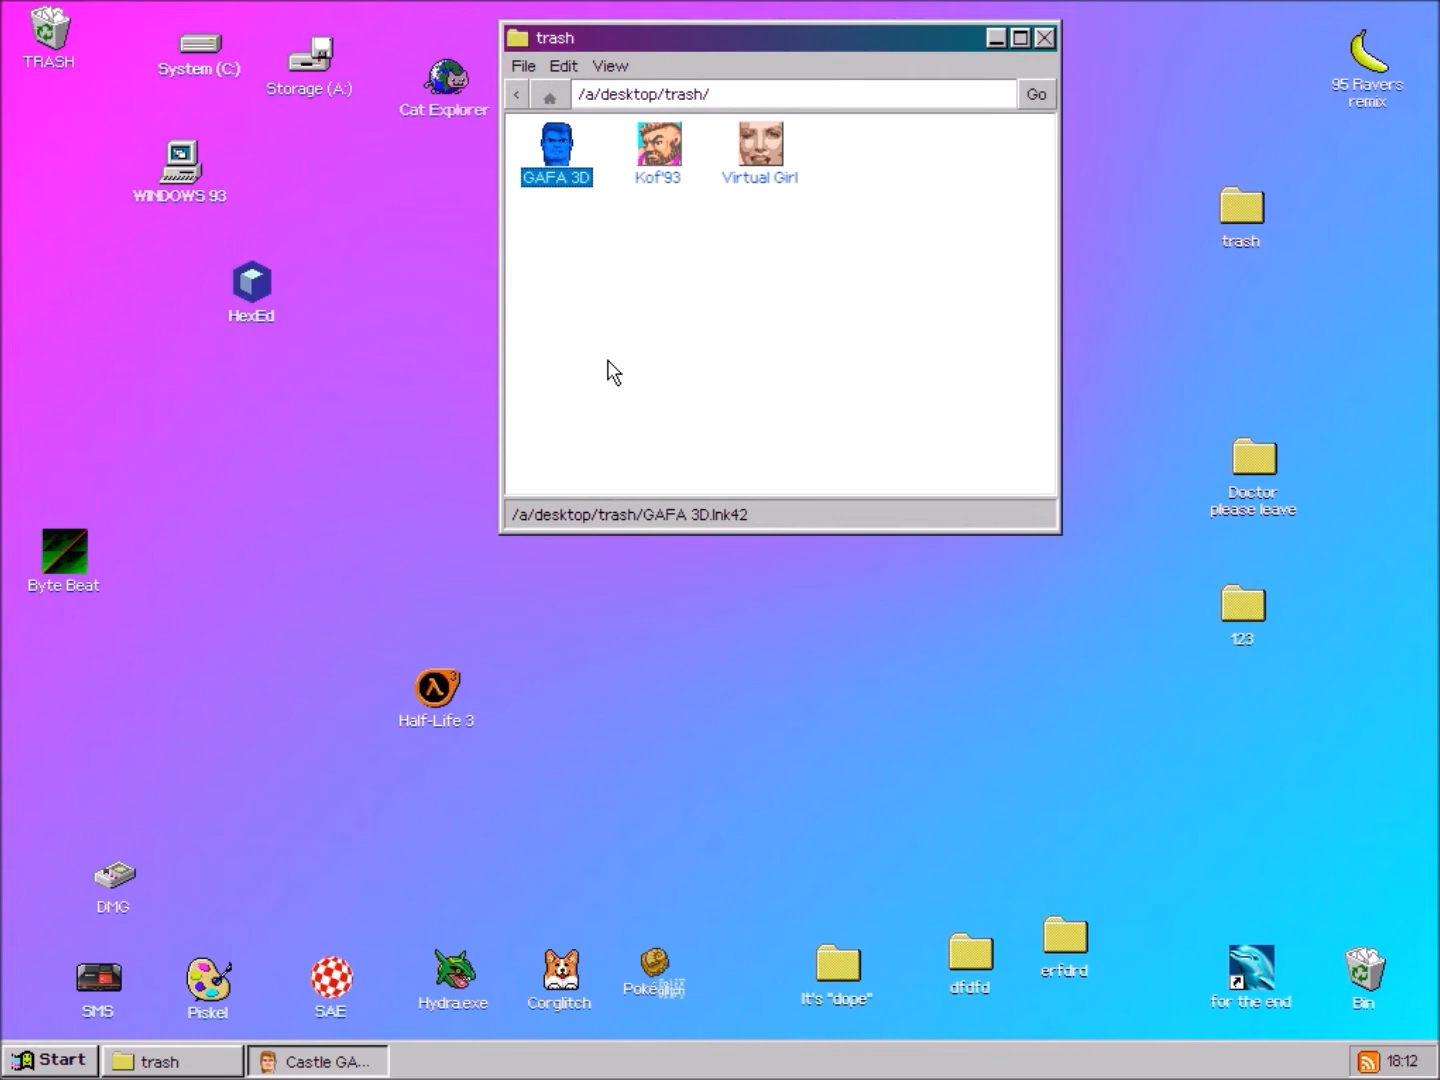 TRASH
System (C:)
Storage (A:)
Cat Explorer
WINDOWS 93
HexEd
Byte Beat
Half-Life 3
DMG
SMS
Piskel
SAE
Hydra.exe
Corglitch
trash
File Edit View
< /a/desktop/trash/ Go
GAFA 3D Kof'93 Virtual Girl
/a/desktop/trash/GAFA 3D.lnk42
95 Ravers
remix
trash
Doctor
please leave
123
It's "dope"
dfdfd
erfdrd
for the end
Bin
Start trash Castle GA... 18:12